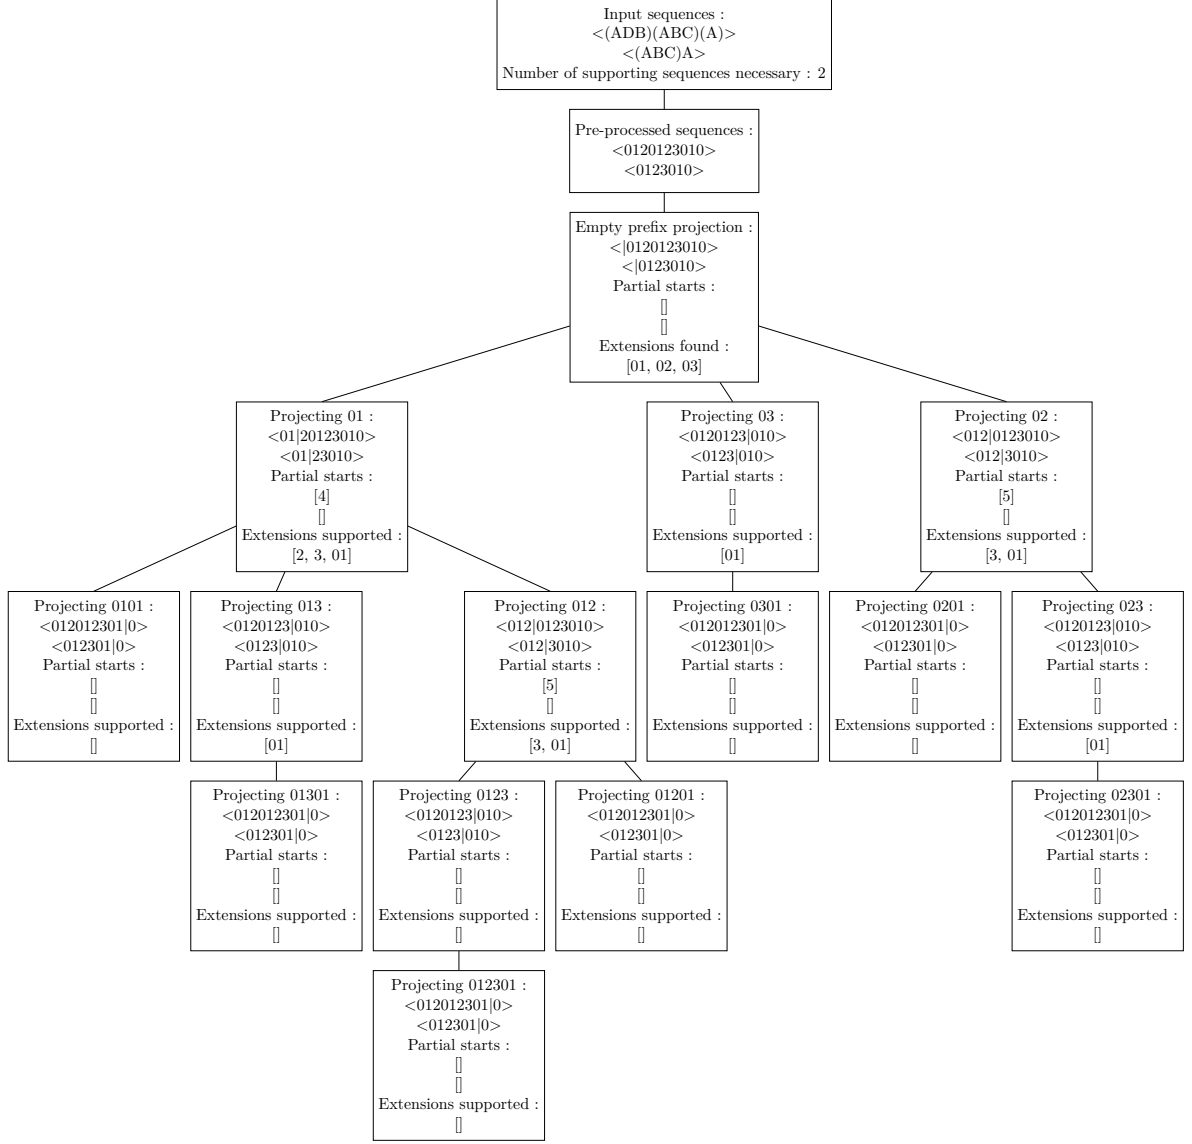 Input sequences :
<(ADB)(ABC)(A)>
<(ABC)A>
Number of supporting sequences necessary : 2
Pre-processed sequences :
<0120123010>
<0123010>
Empty prefix projection :
<|0120123010>
<|0123010>
Partial starts :
[]
[]
Extensions found :
[01, 02, 03]
Projecting 01 :
<01|20123010>
<01|23010>
Partial starts :
[4]
[]
Extensions supported :
[2, 3, 01]
Projecting 03 :
<0120123|010>
<0123|010>
Partial starts :
[]
[]
Extensions supported :
[01]
Projecting 02 :
<012|0123010>
<012|3010>
Partial starts :
[5]
[]
Extensions supported :
[3, 01]
Projecting 0101 :
<012012301|0>
<012301|0>
Partial starts :
[]
[]
Extensions supported :
[]
Projecting 013 :
<0120123|010>
<0123|010>
Partial starts :
[]
[]
Extensions supported :
[01]
Projecting 012 :
<012|0123010>
<012|3010>
Partial starts :
[5]
[]
Extensions supported :
[3, 01]
Projecting 0301 :
<012012301|0>
<012301|0>
Partial starts :
[]
[]
Extensions supported :
[]
Projecting 0201 :
<012012301|0>
<012301|0>
Partial starts :
[]
[]
Extensions supported :
[]
Projecting 023 :
<0120123|010>
<0123|010>
Partial starts :
[]
[]
Extensions supported :
[01]
Projecting 01301 :
<012012301|0>
<012301|0>
Partial starts :
[]
[]
Extensions supported :
[]
Projecting 0123 :
<0120123|010>
<0123|010>
Partial starts :
[]
[]
Extensions supported :
[]
Projecting 01201 :
<012012301|0>
<012301|0>
Partial starts :
[]
[]
Extensions supported :
[]
Projecting 02301 :
<012012301|0>
<012301|0>
Partial starts :
[]
[]
Extensions supported :
[]
Projecting 012301 :
<012012301|0>
<012301|0>
Partial starts :
[]
[]
Extensions supported :
[]